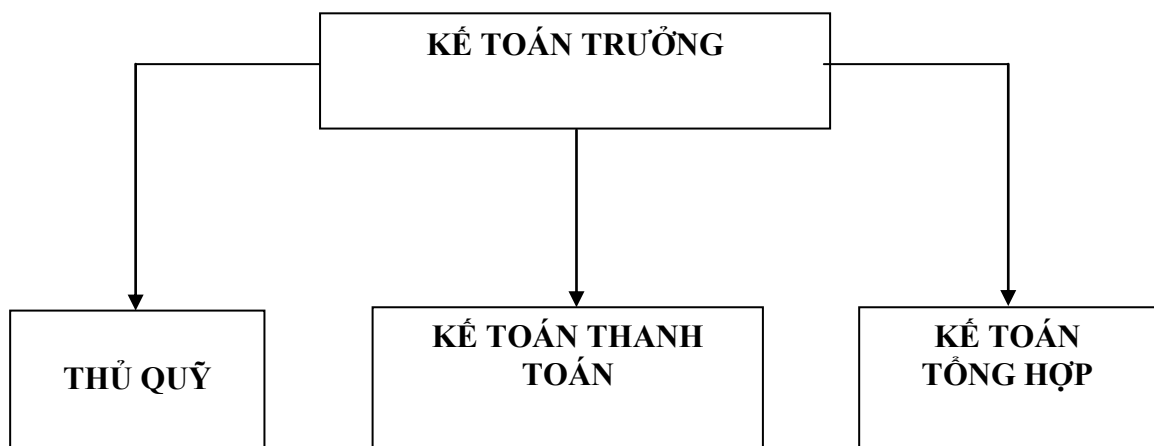 KẾ TOÁN TRƯỞNG
THỦ QUỸ
KẾ TOÁN THANH
TOÁN
KẾ TOÁN
TỔNG HỢP